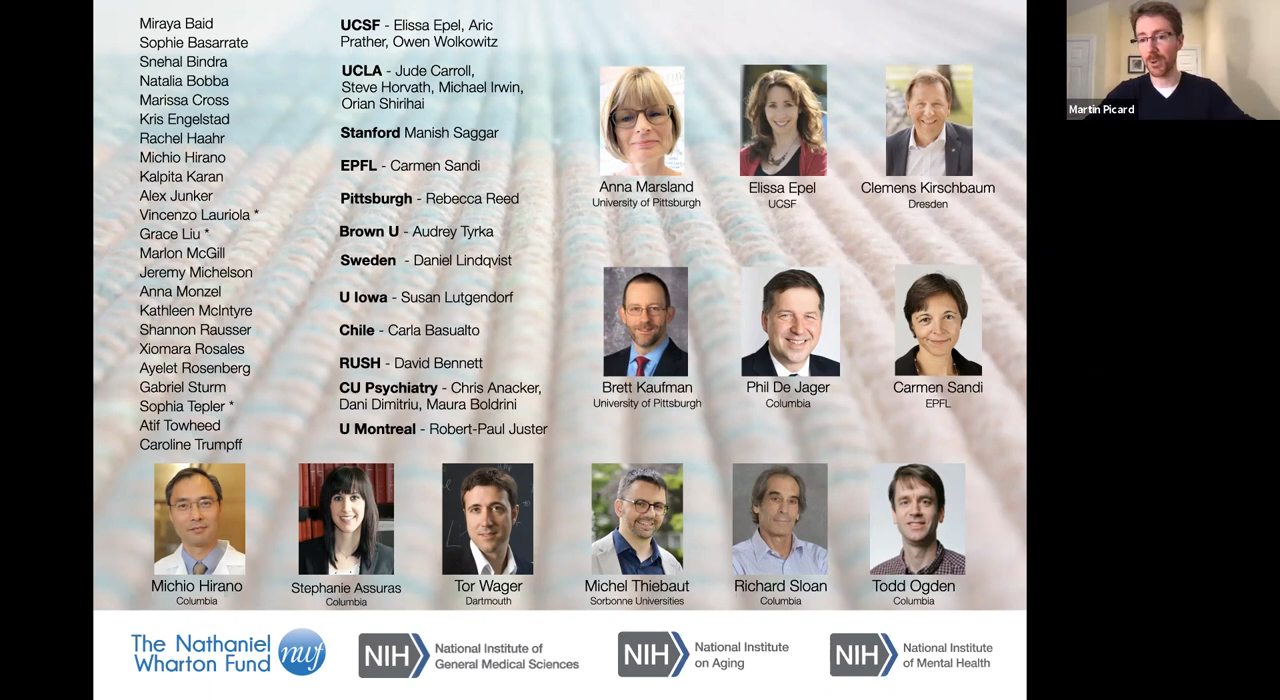 Miraya Baid
Sophie Basarrate
Snehal Bindra
Natalia Bobba
Marissa Cross
Kris Engelstad
Rachel Haahr
Michio Hirano
Kalpita Karan
Alex Junker
Vincenzo Lauriola *
Grace Liu *
Marlon McGill
Jeremy Michelson
Anna Monzel
Kathleen McIntyre
Shannon Rausser
Xiomara Rosales
Ayelet Rosenberg
Gabriel Sturm
Sophia Tepler *
Atif Towheed
Caroline Trumpff
UCSF - Elissa Epel, Aric
Prather, Owen Wolkowitz
UCLA - Jude Carroll,
Steve Horvath, Michael Irwin,
Orian Shirihai
Stanford Manish Saggar
EPFL - Carmen Sandi
Pittsburgh - Rebecca Reed
Brown U - Audrey Tyrka
Sweden - Daniel Lindqvist
U Iowa - Susan Lutgendorf
Chile - Carla Basualto
RUSH - David Bennett
CU Psychiatry - Chris Anacker,
Dani Dimitriu, Maura Boldrini
U Montreal - Robert-Paul Juster
Anna Marsland
University of Pittsburgh
Elissa Epel
UCSF
Clemens Kirschbaum
Dresden
Brett Kaufman
University of Pittsburgh
Phil De Jager
Columbia
Carmen Sandi
EPFL
Michio Hirano
Columbia
Stephanie Assuras
Columbia
Tor Wager
Dartmouth
Michel Thiebaut
Sorbonne Universities
Richard Sloan
Columbia
Todd Ogden
Columbia
The Nathaniel
Wharton Fund
nwf
NIH
National Institute of
General Medical Sciences
NIH
National Institute
on Aging
NIH
National Institute
of Mental Health
Martin Picard